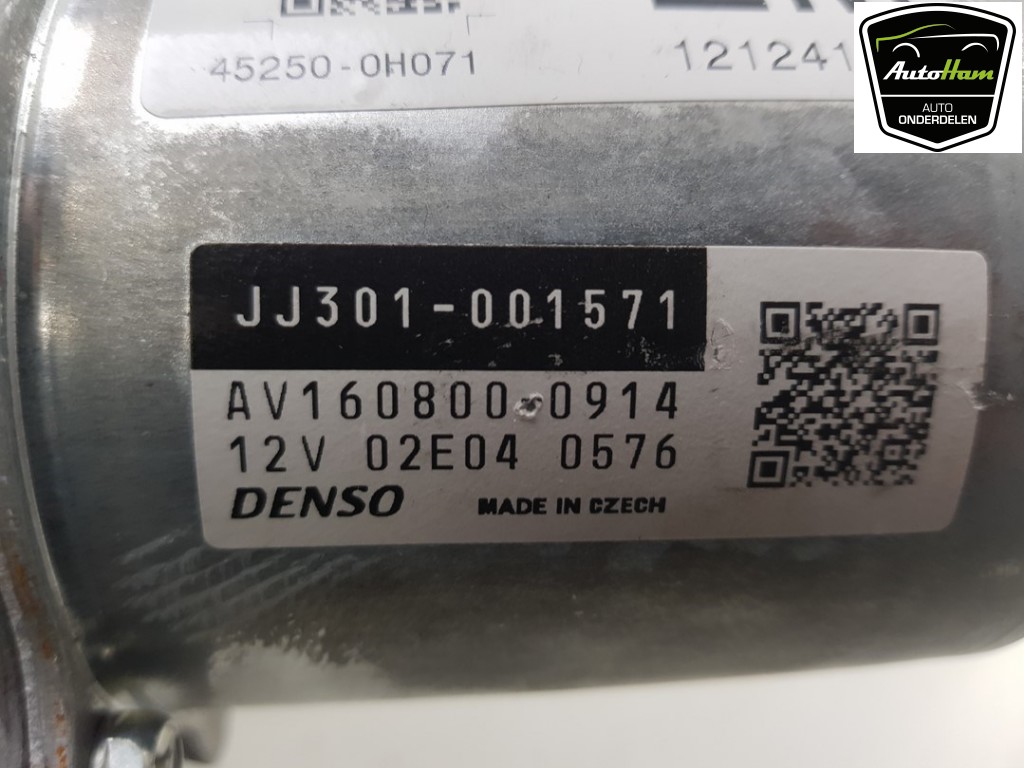 45250-0H071
121241
AutoHam
AUTO
ONDERDELEN
JJ301-001571
AV160800-0914
12V 02E04 0576
DENSO
MADE IN CZECH